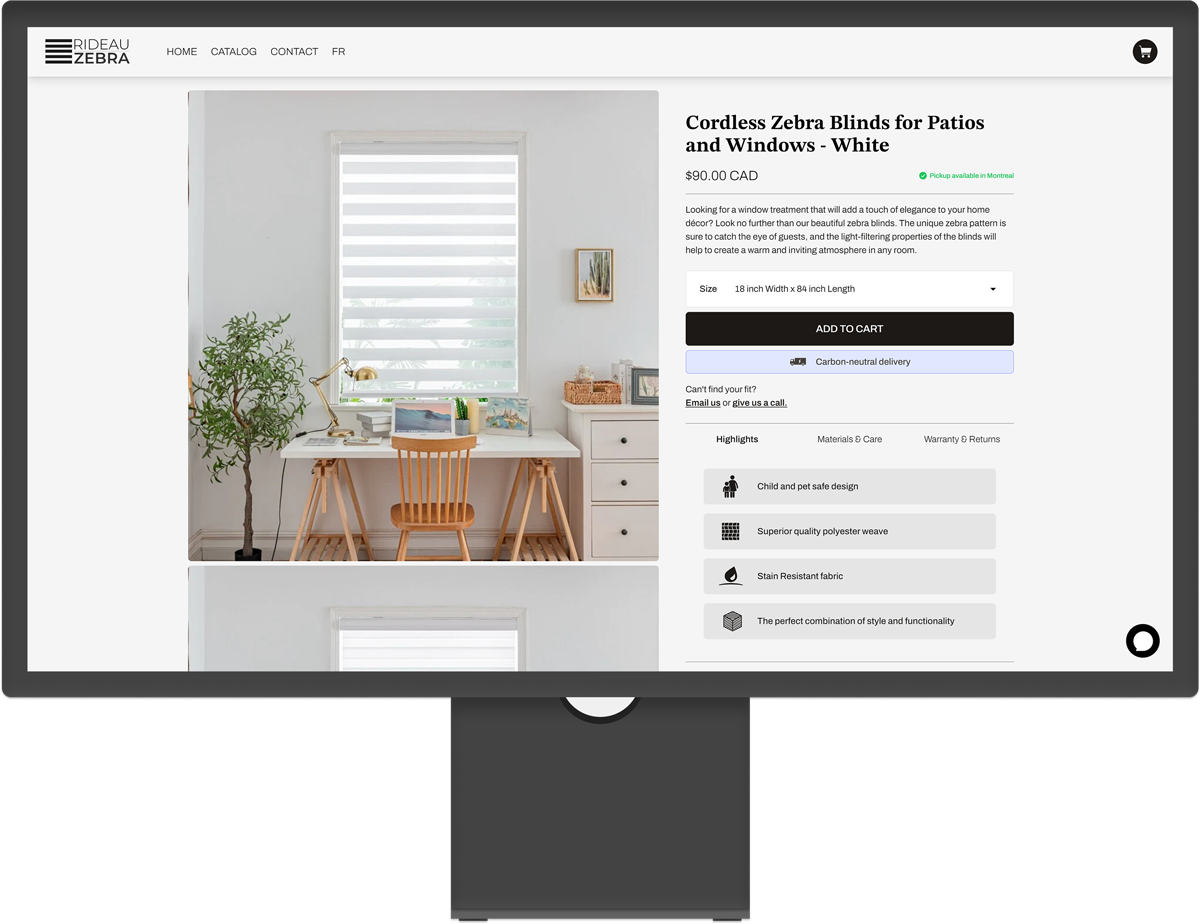 RIDEAU
ZEBRA
HOME CATALOG CONTACT FR
Cordless Zebra Blinds for Patios
and Windows - White
$90.00 CAD
Pickup available in Montreal
Looking for a window treatment that will add a touch of elegance to your home
décor? Look no further than our beautiful zebra blinds. The unique zebra pattern is
sure to catch the eye of guests, and the light-filtering properties of the blinds will
help to create a warm and inviting atmosphere in any room.
Size 18 inch Width x 84 inch Length
ADD TO CART
Carbon-neutral delivery
Can't find your fit?
Email us or give us a call.
Highlights Materials & Care Warranty & Returns
Child and pet safe design
Superior quality polyester weave
Stain Resistant fabric
The perfect combination of style and functionality